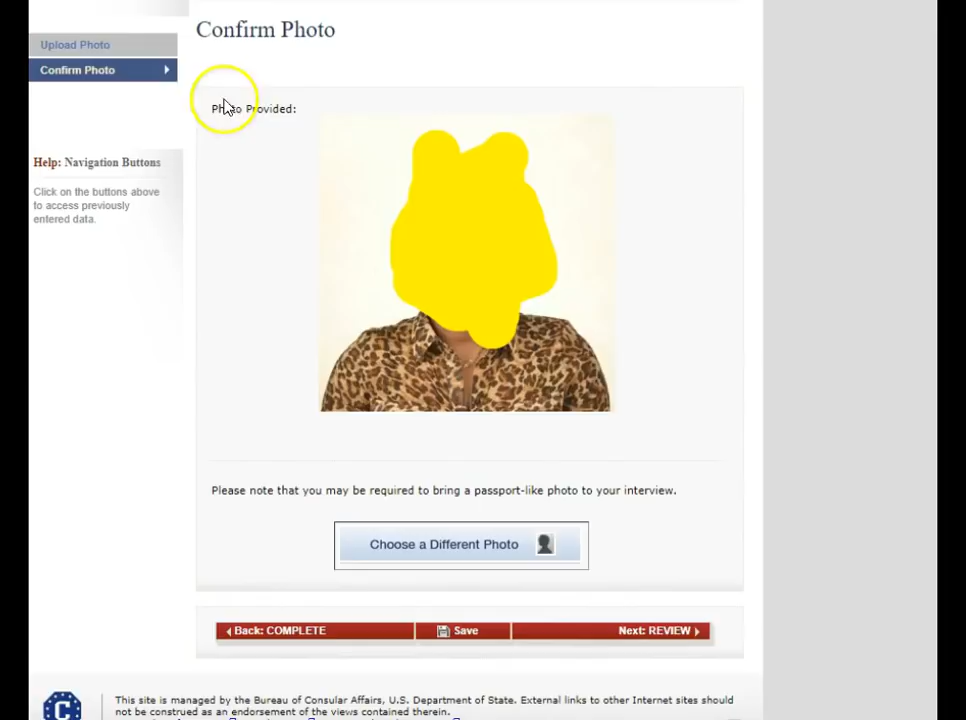 Confirm Photo
Upload Photo
Confirm Photo
Photo Provided:
Help: Navigation Buttons
Click on the buttons above
to access previously
entered data.
Please note that you may be required to bring a passport-like photo to your interview.
Choose a Different Photo
Back: COMPLETE
Save
Next: REVIEW
C
This site is managed by the Bureau of Consular Affairs, U.S. Department of State. External links to other Internet sites should
not be construed as an endorsement of the views contained therein.